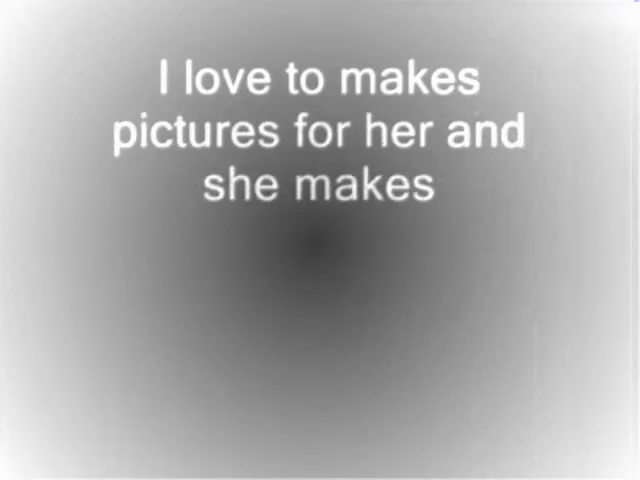 I love to makes
pictures for her and
she makes